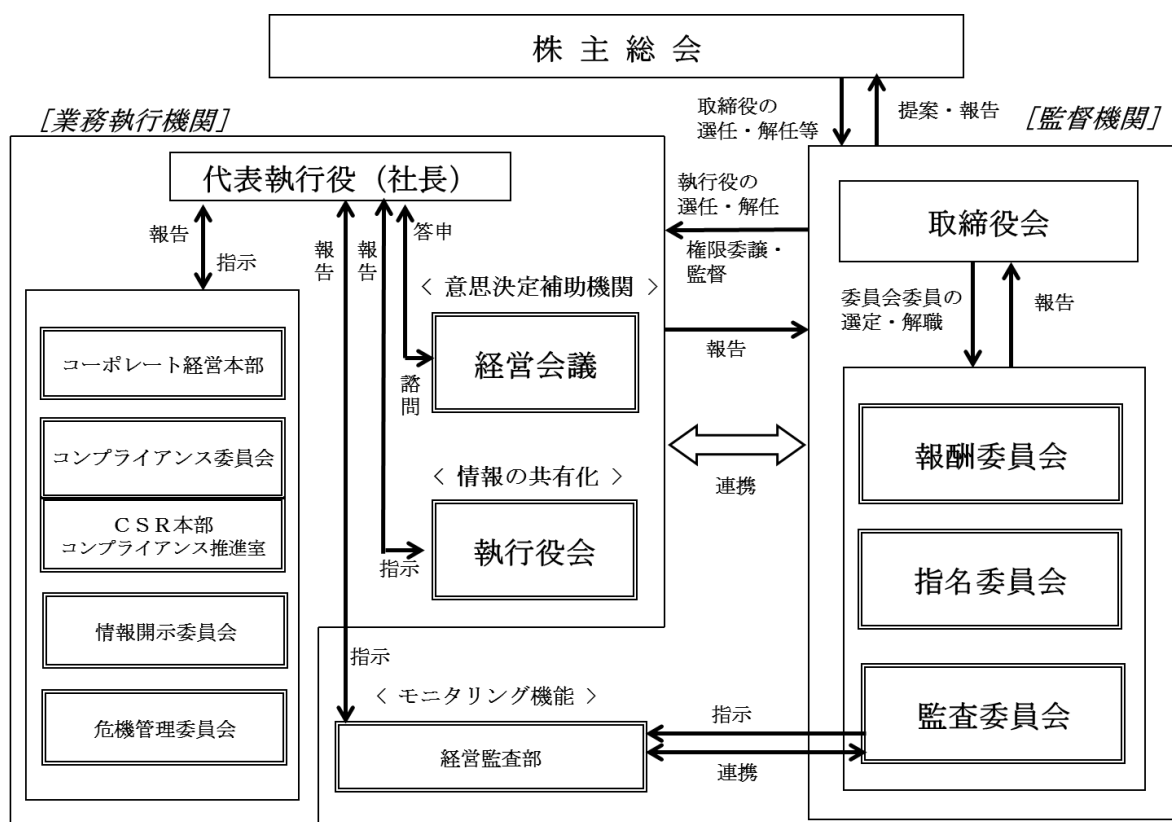 株 主 総 会
[業務執行機関]
取締役の
選任・解任等
提案・報告
[監督機関]
代表執行役（社長）
執行役の
選任・解任
権限委譲・
監督
取締役会
報告
指示
報告
報告
答申
〈 意思決定補助機関 〉
経営会議
諮問
報告
委員会委員の
選定・解職
報告
コーポレート経営本部
コンプライアンス委員会
ＣＳＲ本部
コンプライアンス推進室
情報開示委員会
危機管理委員会
〈 情報の共有化 〉
執行役会
指示
連携
報酬委員会
指名委員会
監査委員会
指示
〈 モニタリング機能 〉
経営監査部
指示
連携